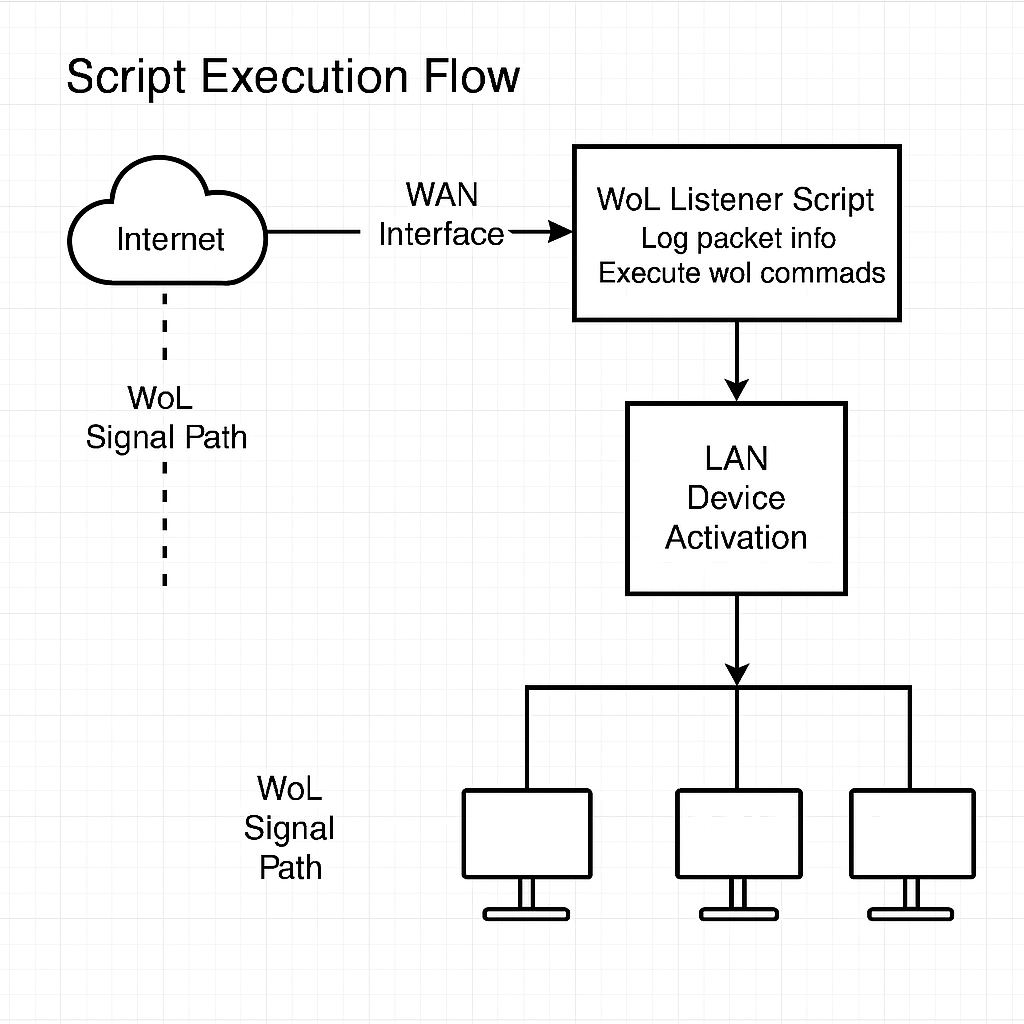 Script Execution Flow
Internet
WAN
Interface
WoL Listener Script
Log packet info
Execute wol commads
WoL
Signal Path
LAN
Device
Activation
WoL
Signal
Path